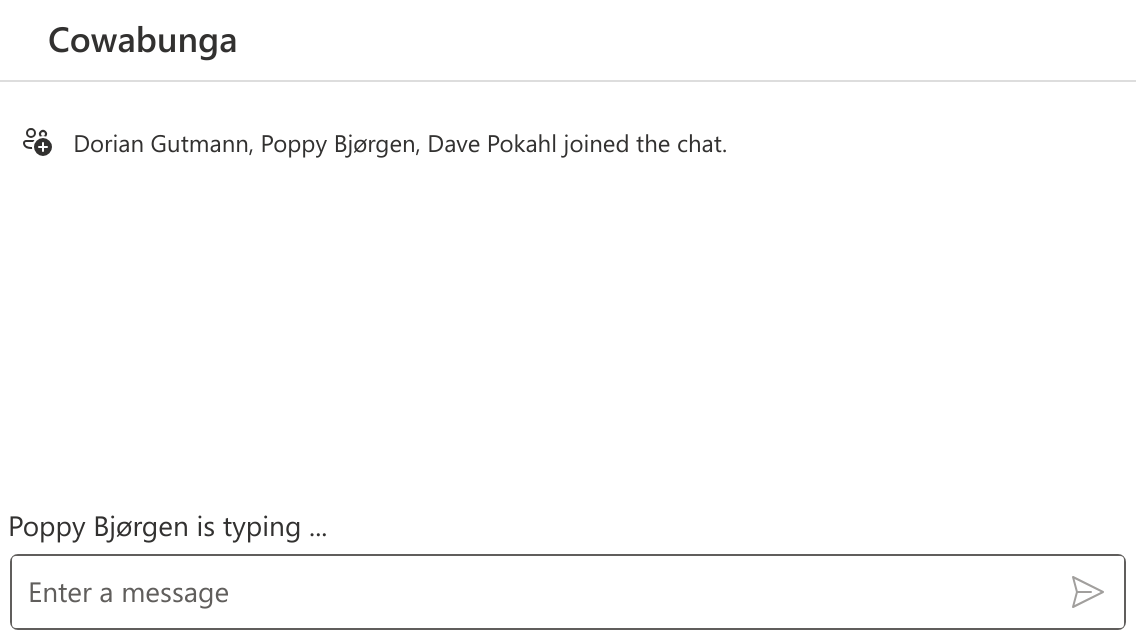 Cowabunga
Dorian Gutmann, Poppy Bjørgen, Dave Pokahl joined the chat.
Poppy Bjørgen is typing ...
Enter a message